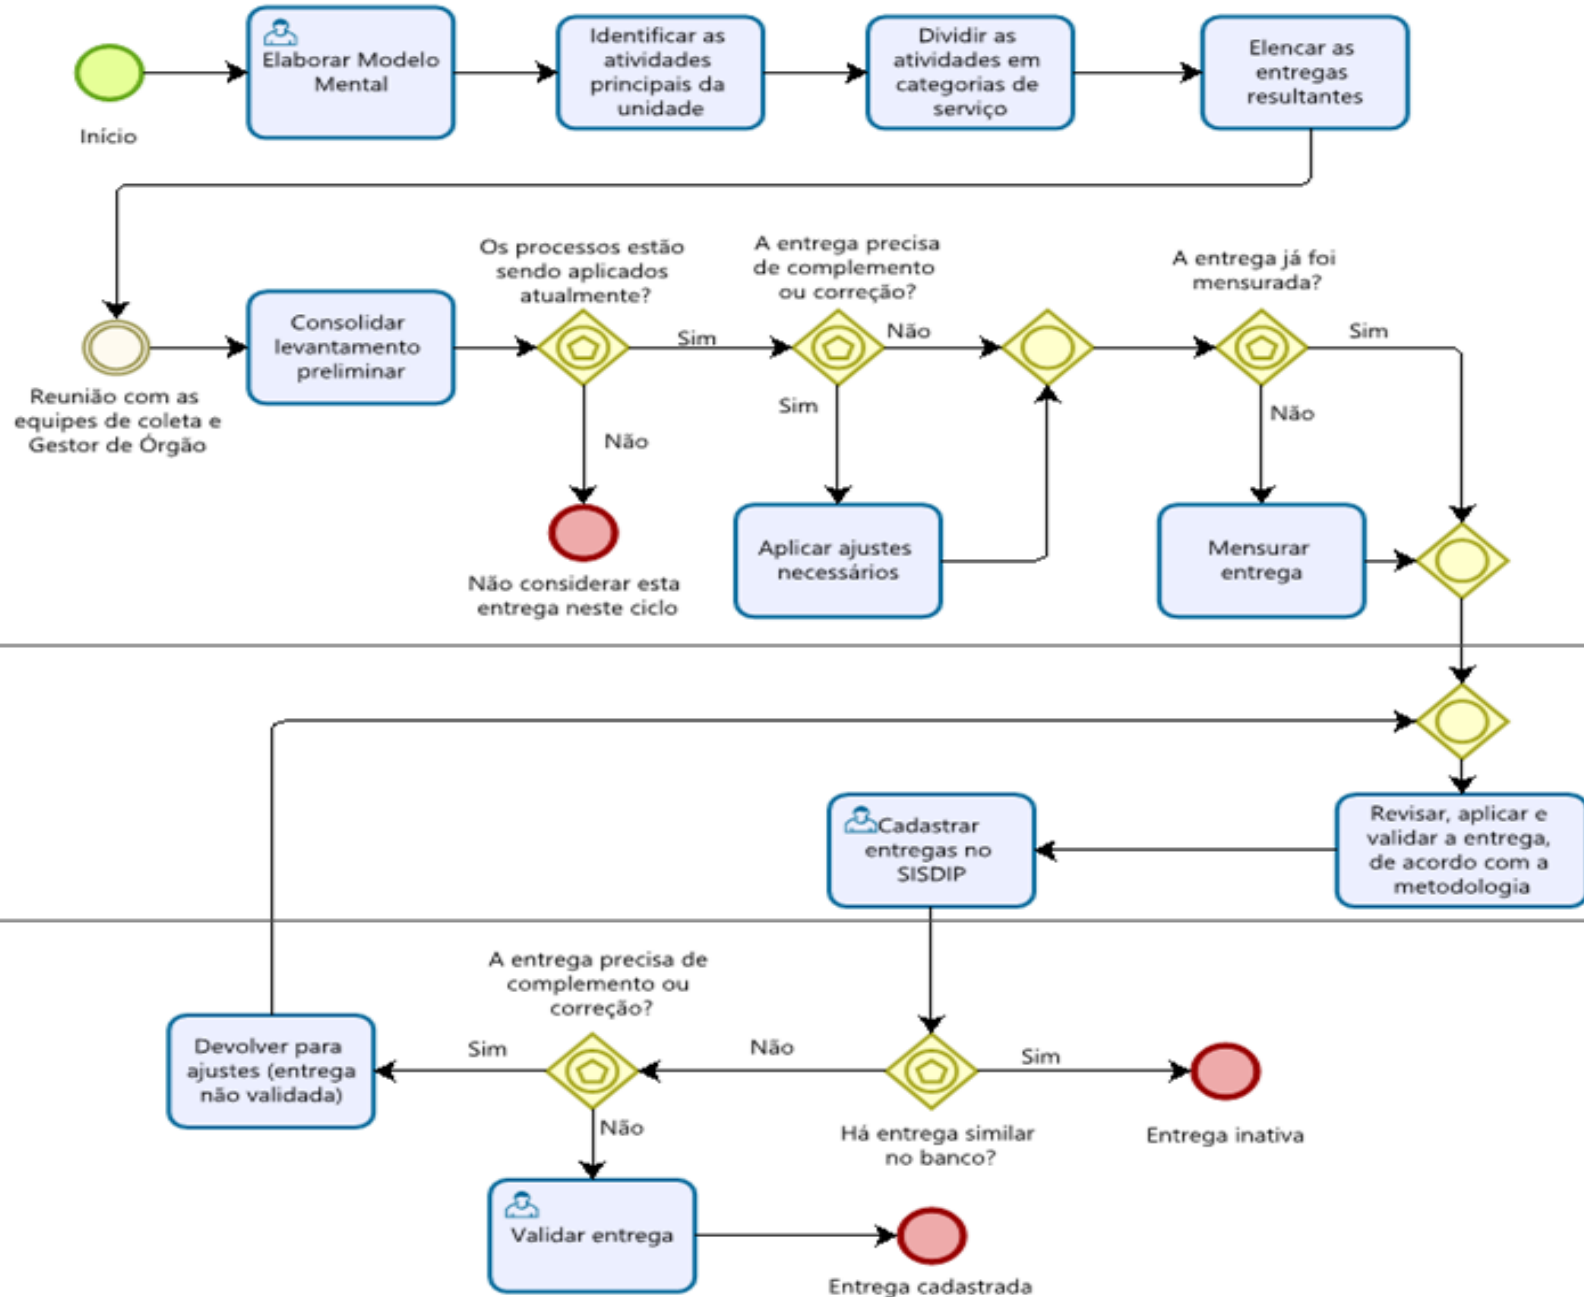 Elaborar Modelo
Mental
Identificar as
atividades
principais da
unidade
Dividir as
atividades em
categorias de
serviço
Elencar as
entregas
resultantes
Início
Os processos estão
sendo aplicados
atualmente?
A entrega precisa
de complemento
ou correção?
A entrega já foi
mensurada?
Consolidar
levantamento
preliminar
Sim
Não
Sim
Reunião com as
equipes de coleta e
Gestor de Órgão
Não
Sim
Não
Aplicar ajustes
necessários
Mensurar
entrega
Não considerar esta
entrega neste ciclo
Cadastrar
entregas no
SISDIP
Revisar, aplicar e
validar a entrega,
de acordo com a
metodologia
A entrega precisa de
complemento ou
correção?
Devolver para
ajustes (entrega
não validada)
Sim
Não
Sim
Não
Há entrega similar
no banco?
Entrega inativa
Validar entrega
Entrega cadastrada